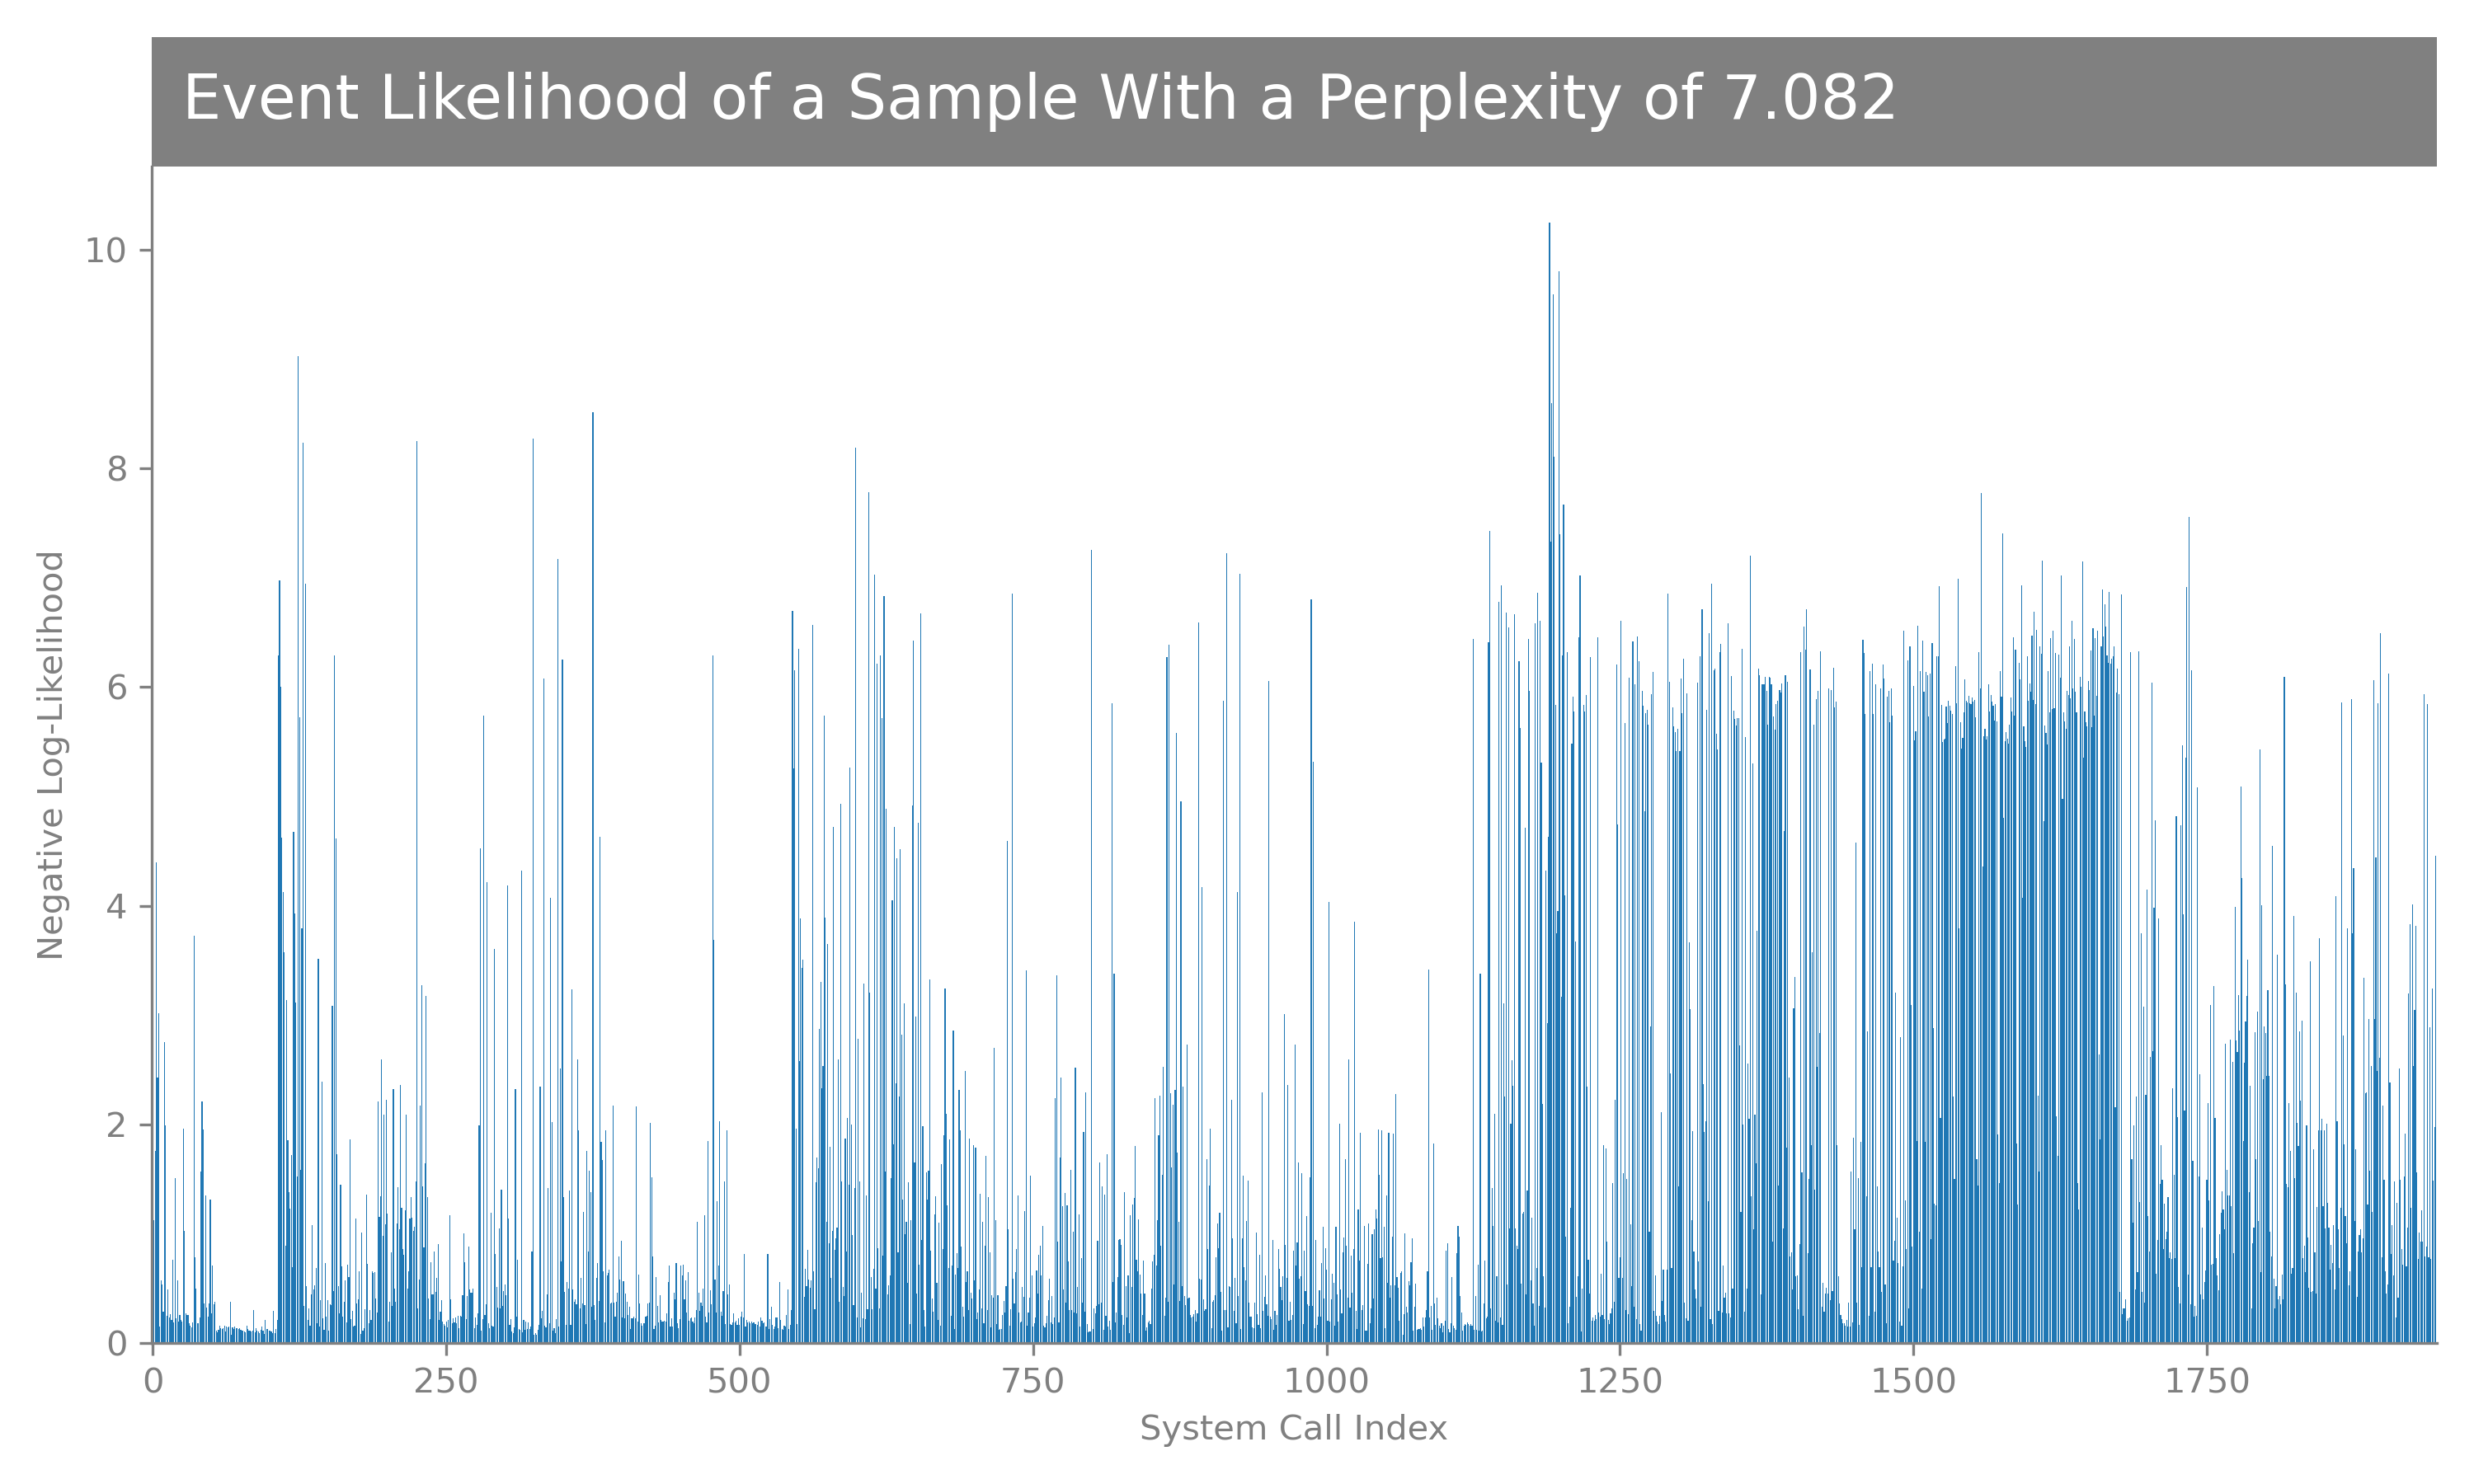 Event Likelihood of a Sample With a Perplexity of 7.082
10
8
6
4
2
0
Negative Log-Likelihood
0 250 500 750 1000 1250 1500 1750
System Call Index